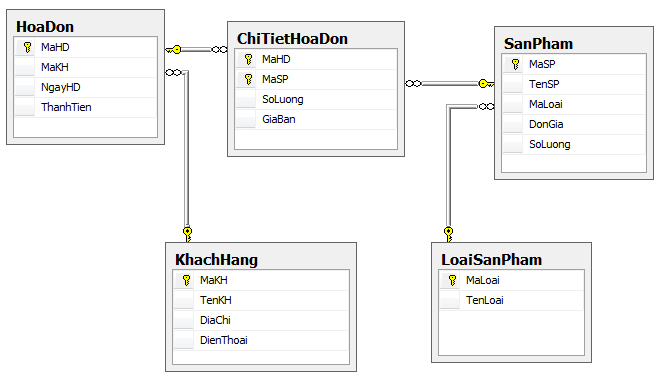 HoaDon
MaHD
MaKH
NgayHD
ThanhTien
ChiTietHoaDon
MaHD
MaSP
SoLuong
GiaBan
SanPham
MaSP
TenSP
MaLoai
DonGia
SoLuong
KhachHang
MaKH
TenKH
DiaChi
DienThoai
LoaiSanPham
MaLoai
TenLoai